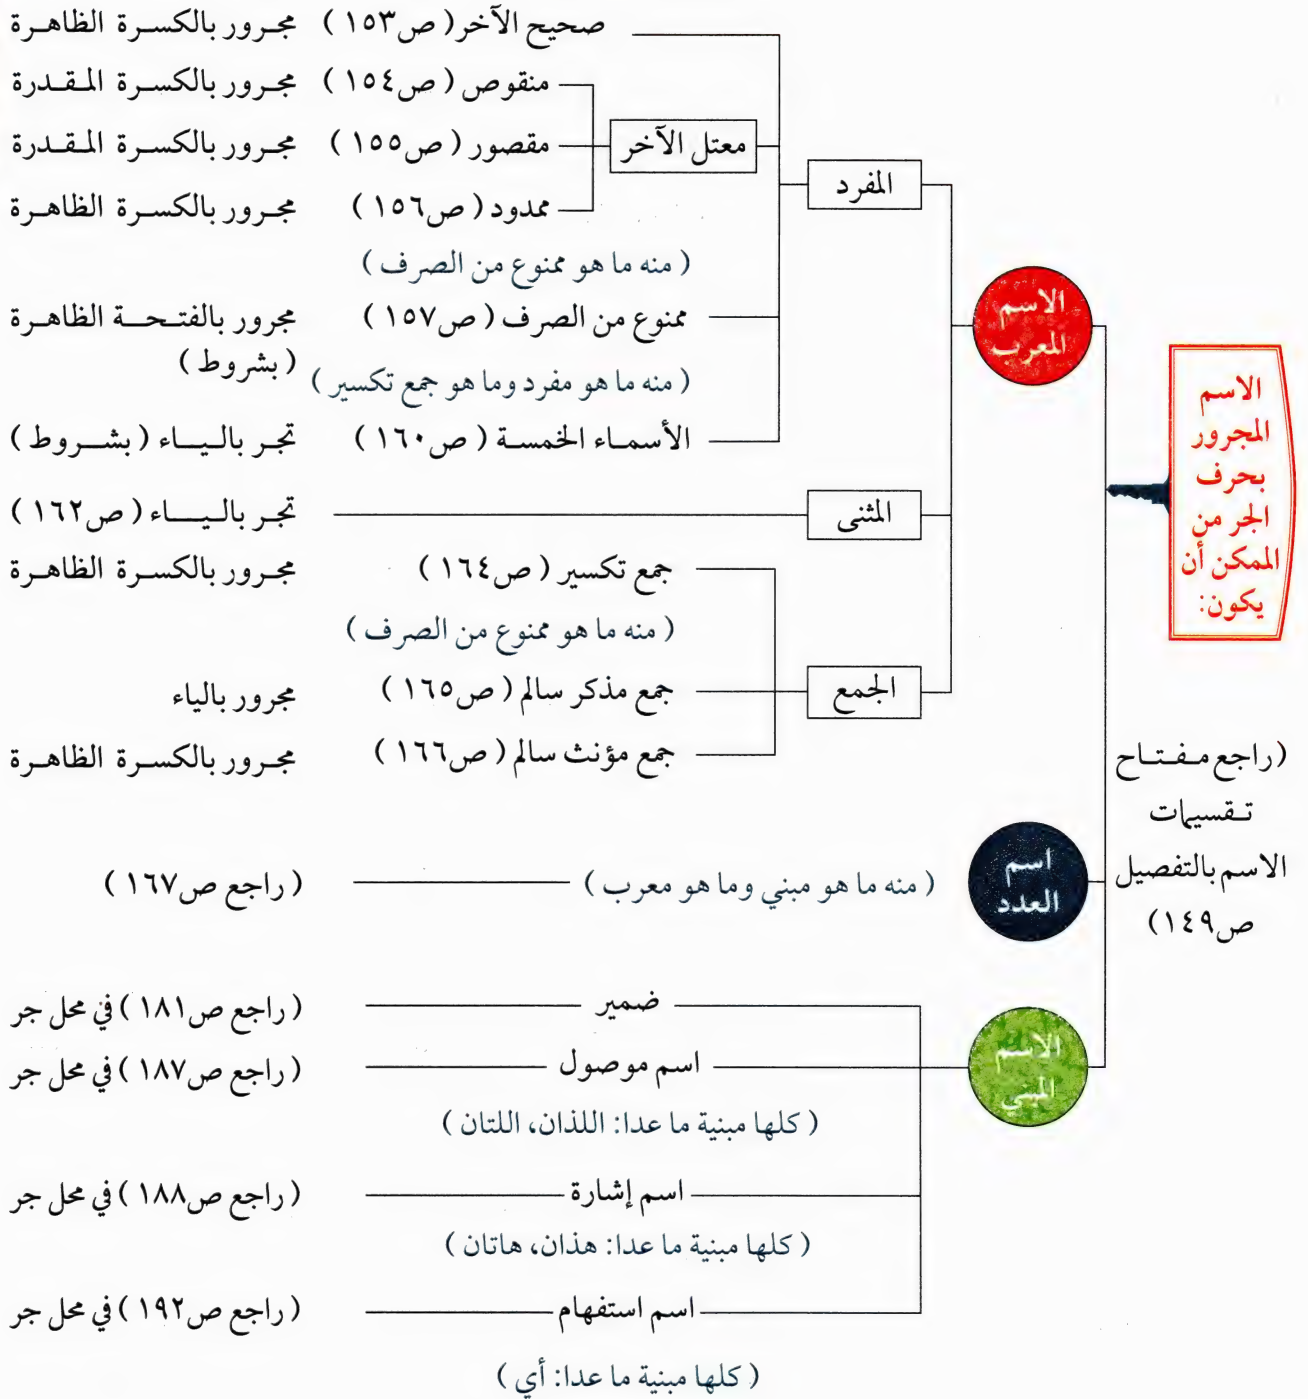 الاسم
المجرور
بحرف
الجر من
الممكن أن
يكون:
(راجع مفتاح
تقسيمات
الاسم بالتفصيل
ص١٤٩)
الاسم
المعرب
المفرد
صحيح الآخر (ص١٥٣) مجرور بالكسرة الظاهرة
معتل الآخر
منقوص (ص١٥٤) مجرور بالكسرة المقدرة
مقصور (ص١٥٥) مجرور بالكسرة المقدرة
ممدود (ص١٥٦) مجرور بالكسرة الظاهرة
(منه ما هو ممنوع من الصرف)
ممنوع من الصرف (ص١٥٧) مجرور بالفتحة الظاهرة
(بشروط)
(منه ما هو مفرد وما هو جمع تكسير)
الأسماء الخمسة (ص١٦٠) تجر بالياء (بشروط)
المثنى
تجر بالياء (ص١٦٢)
الجمع
جمع تكسير (ص١٦٤) مجرور بالكسرة الظاهرة
(منه ما هو ممنوع من الصرف)
جمع مذكر سالم (ص١٦٥) مجرور بالياء
جمع مؤنث سالم (ص١٦٦) مجرور بالكسرة الظاهرة
اسم
العدد
(منه ما هو مبني وما هو معرب) (راجع ص١٦٧)
الاسم
المبني
ضمير (راجع ص١٨١) في محل جر
اسم موصول (راجع ص١٨٧) في محل جر
(كلها مبنية ما عدا: اللذان، اللتان)
اسم إشارة (راجع ص١٨٨) في محل جر
(كلها مبنية ما عدا: هذان، هاتان)
اسم استفهام (راجع ص١٩٢) في محل جر
(كلها مبنية ما عدا: أي)